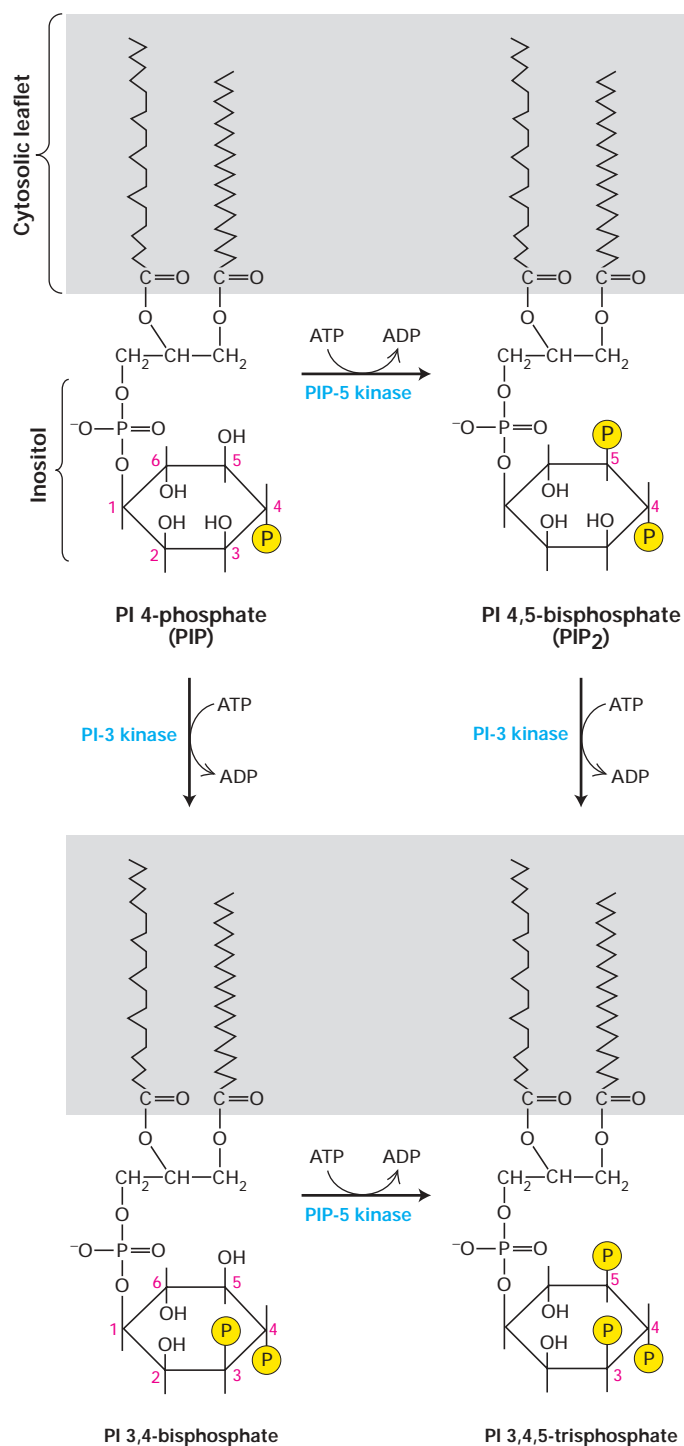 Cytosolic leaflet
C=O C=O C=O C=O
O O O O
CH₂ CH CH₂ ATP ADP CH₂ CH CH₂
PIP-5 kinase
O O
Inositol
⁻O P O ⁻O P O
O OH O P
6 5 5
OH OH
1 4 4
OH HO P OH HO P
2 3
PI 4-phosphate PI 4,5-bisphosphate
(PIP) (PIP₂)
ATP ATP
PI-3 kinase PI-3 kinase
ADP ADP
C=O C=O C=O C=O
O O O O
CH₂ CH CH₂ ATP ADP CH₂ CH CH₂
PIP-5 kinase
O O
⁻O P O ⁻O P O
O OH O P
6 5 5
OH OH
1 P 4 P 4
OH P OH P
2 3 3
PI 3,4-bisphosphate PI 3,4,5-trisphosphate